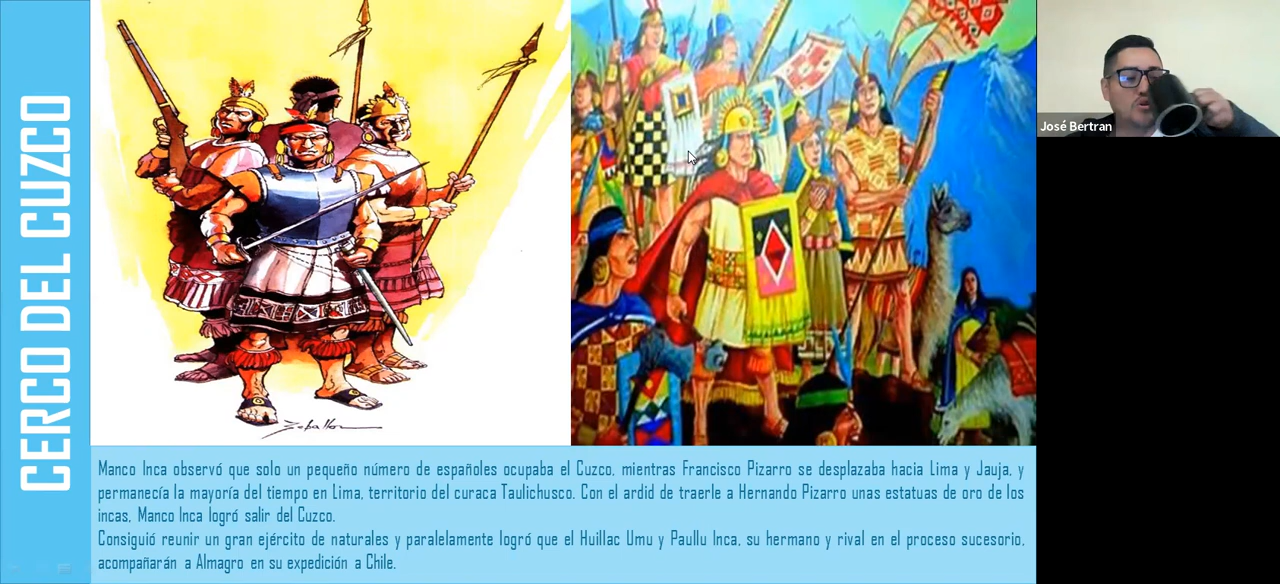 CERCO DEL CUZCO
José Bertran
Zeballos
Manco Inca observó que solo un pequeño número de españoles ocupaba el Cuzco, mientras Francisco Pizarro se desplazaba hacia Lima y Jauja, y
permanecía la mayoría del tiempo en Lima, territorio del curaca Taulichusco. Con el ardid de traerle a Hernando Pizarro unas estatuas de oro de los
incas, Manco Inca logró salir del Cuzco.
Consiguió reunir un gran ejército de naturales y paralelamente logró que el Huillac Umu y Paullu Inca, su hermano y rival en el proceso sucesorio,
acompañarán a Almagro en su expedición a Chile.